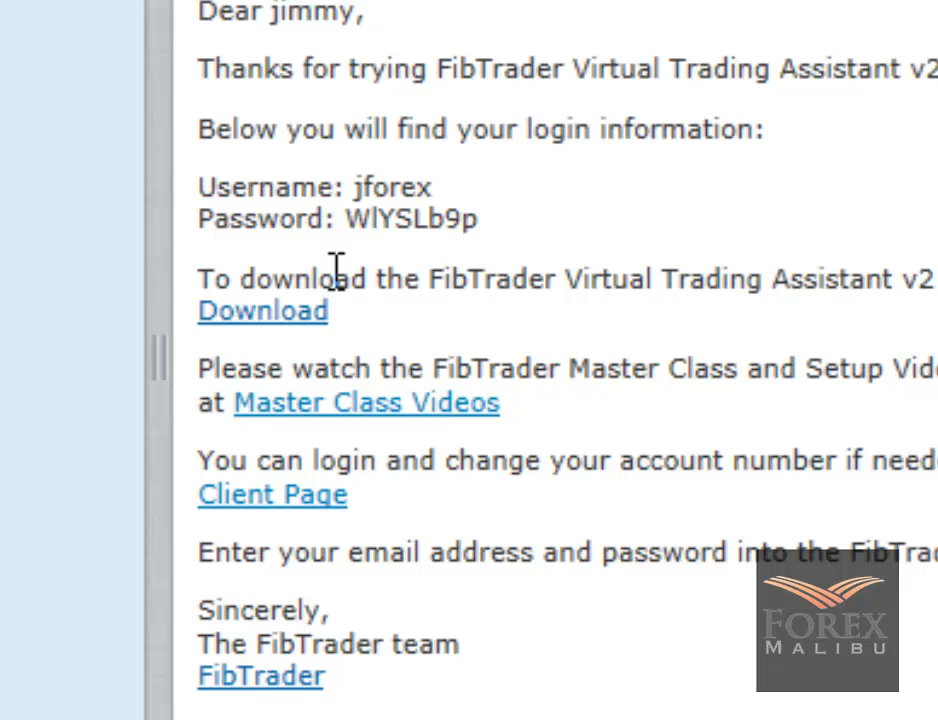 Dear jimmy,
Thanks for trying FibTrader Virtual Trading Assistant v2
Below you will find your login information:
Username: jforex
Password: WlYSLb9p
To download the FibTrader Virtual Trading Assistant v2
Download
Please watch the FibTrader Master Class and Setup Vid
at Master Class Videos
You can login and change your account number if need
Client Page
Enter your email address and password into the FibTrad
Sincerely,
The FibTrader team
FibTrader
FOREX
MALIBU